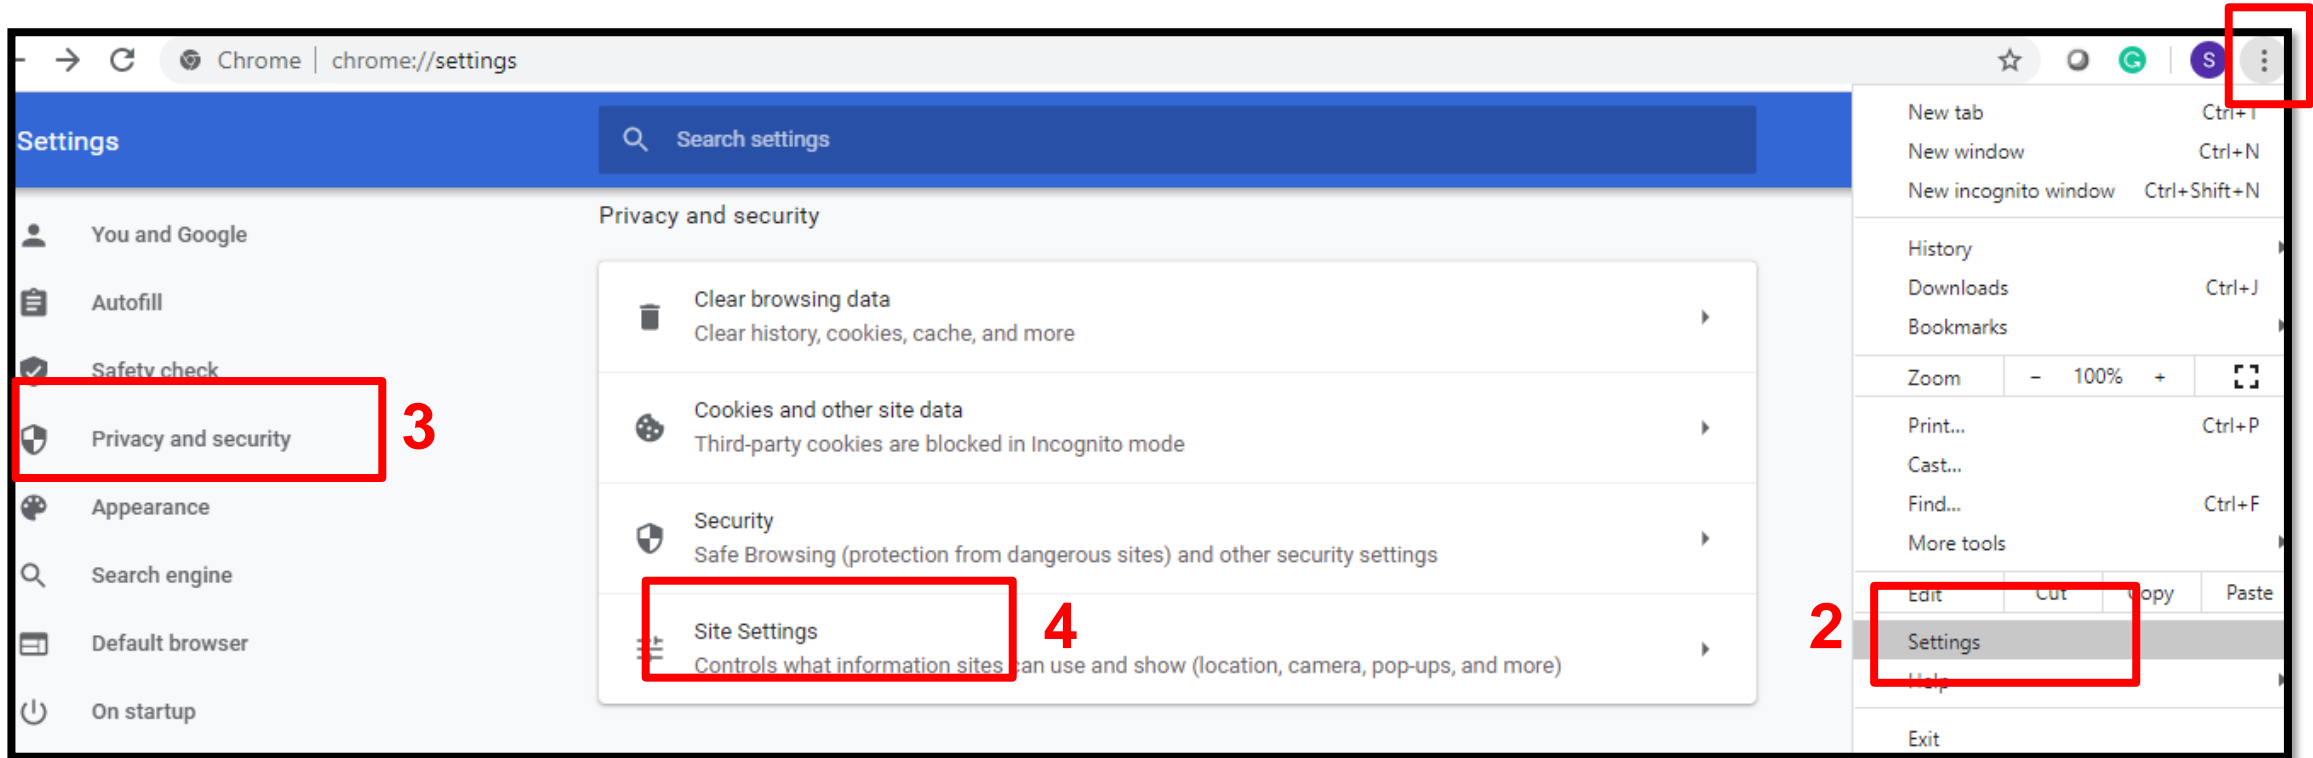 Chrome | chrome://settings
G
S
Settings
Search settings
You and Google
Autofill
Safety check
Privacy and security
3
Appearance
Search engine
Default browser
On startup
Privacy and security
Clear browsing data
Clear history, cookies, cache, and more
Cookies and other site data
Third-party cookies are blocked in Incognito mode
Security
Safe Browsing (protection from dangerous sites) and other security settings
Site Settings
4
Controls what information sites can use and show (location, camera, pop-ups, and more)
New tab Ctrl+T
New window Ctrl+N
New incognito window Ctrl+Shift+N
History
Downloads Ctrl+J
Bookmarks
Zoom - 100% +
Print... Ctrl+P
Cast...
Find... Ctrl+F
More tools
Edit Cut Copy Paste
2
Settings
Help
Exit